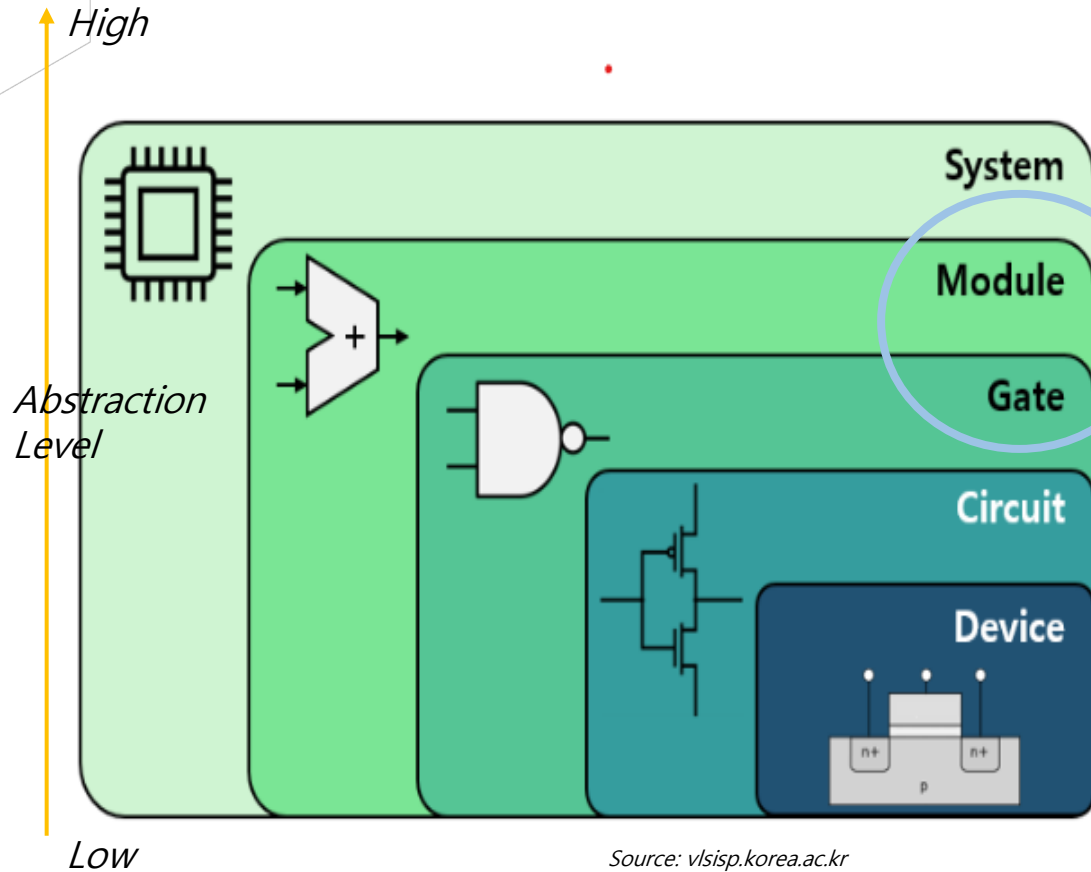 High
System
Module
+
Abstraction
Level
Gate
Circuit
Device
n+
n+
p
Low
Source: vlsisp.korea.ac.kr